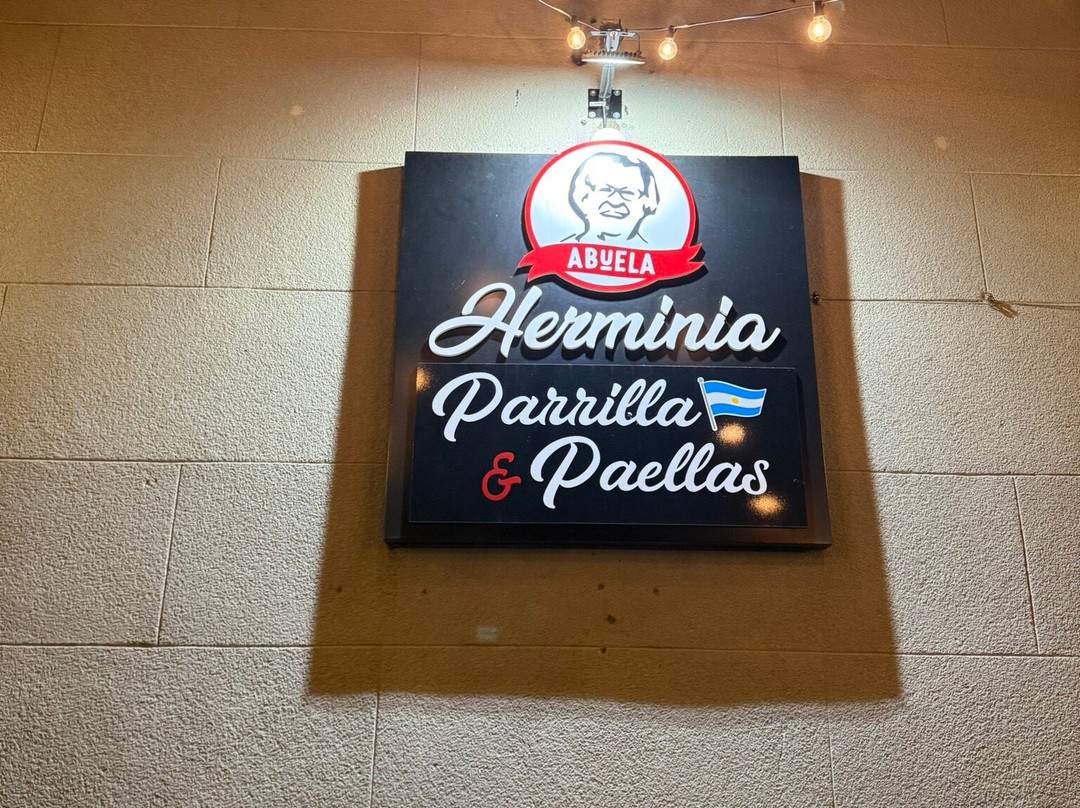 ABUELA
Herminia
Parrilla
& Paellas